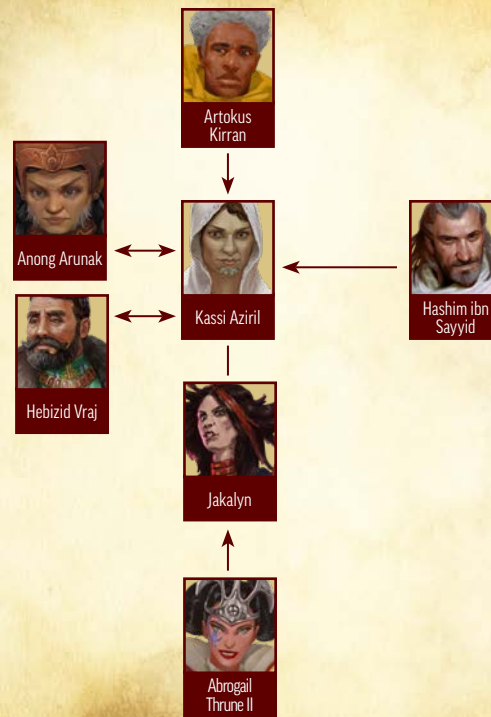 Artokus
Kirran
Anong Arunak
Kassi Aziril
Hashim ibn
Sayyid
Hebizid Vraj
Jakalyn
Abrogail
Thrune II